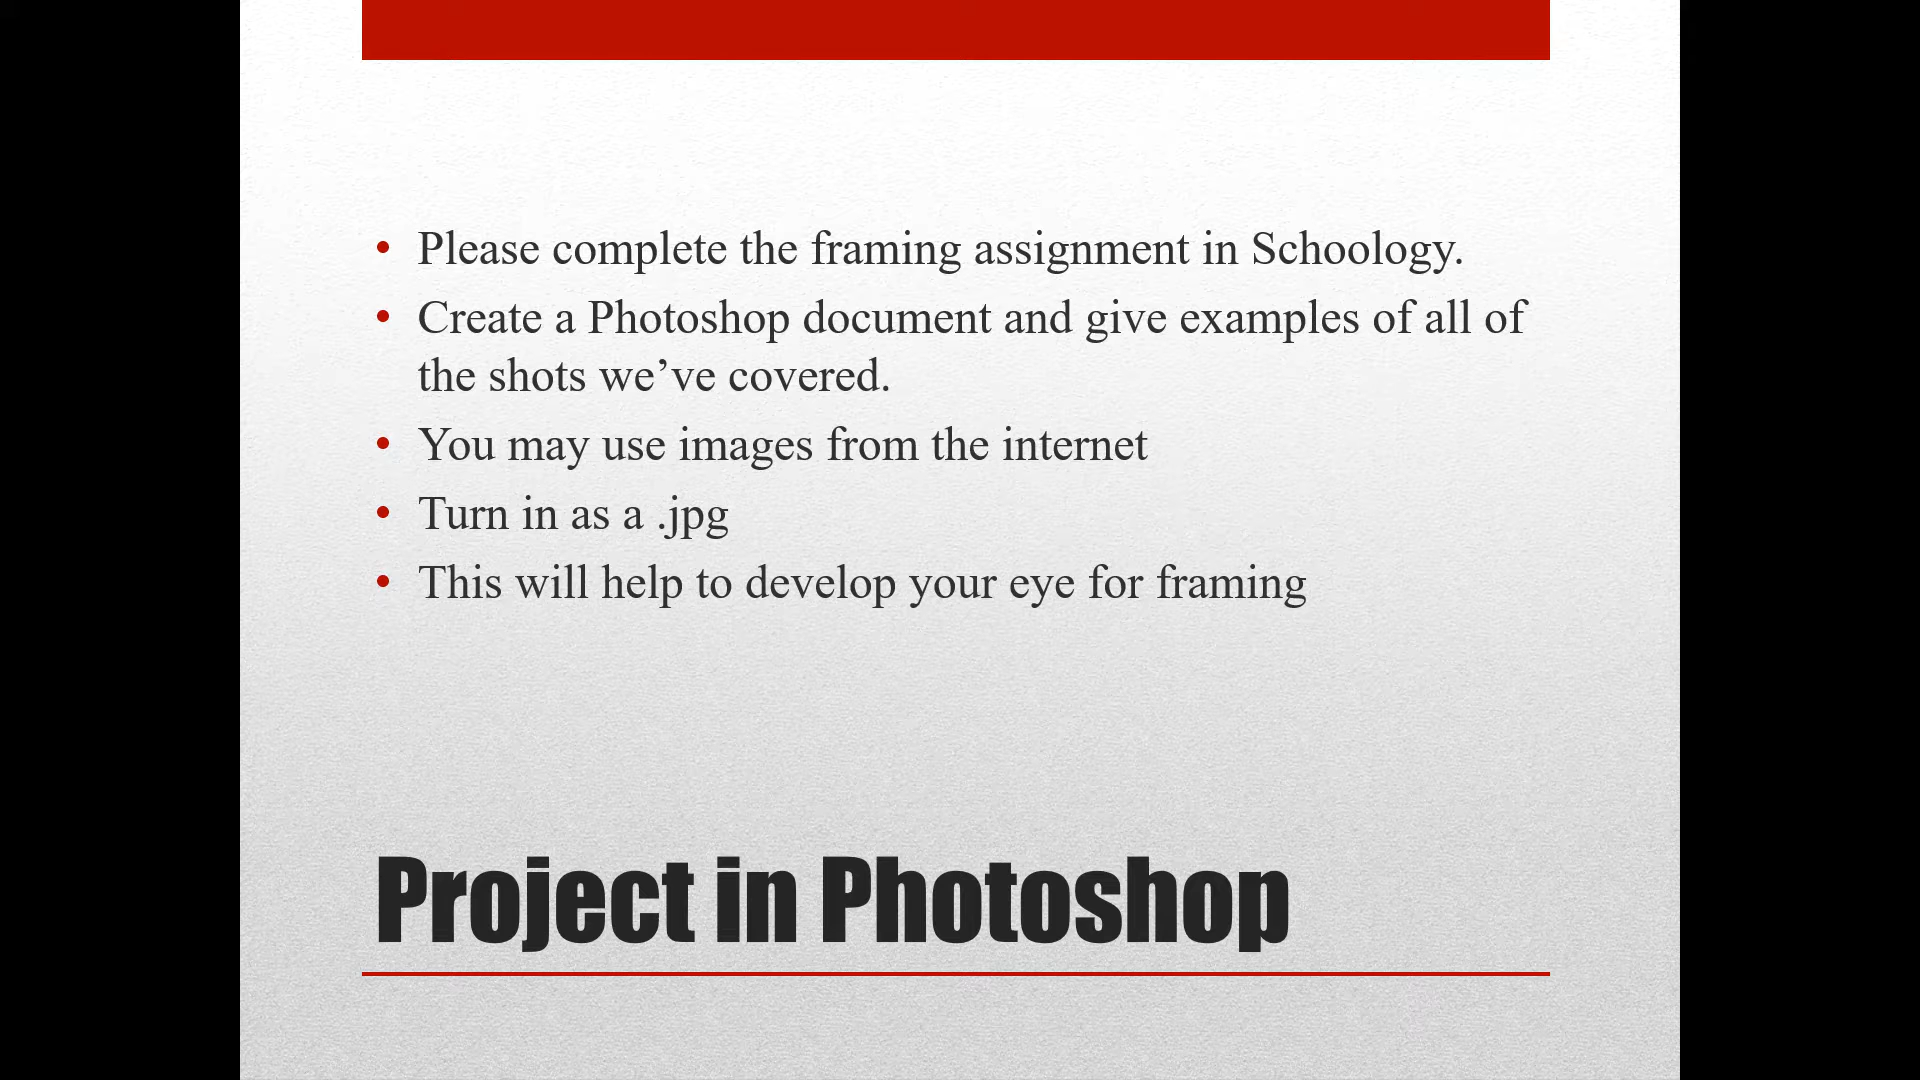 • Please complete the framing assignment in Schoology.
• Create a Photoshop document and give examples of all of
the shots we’ve covered.
• You may use images from the internet
• Turn in as a .jpg
• This will help to develop your eye for framing
Project in Photoshop